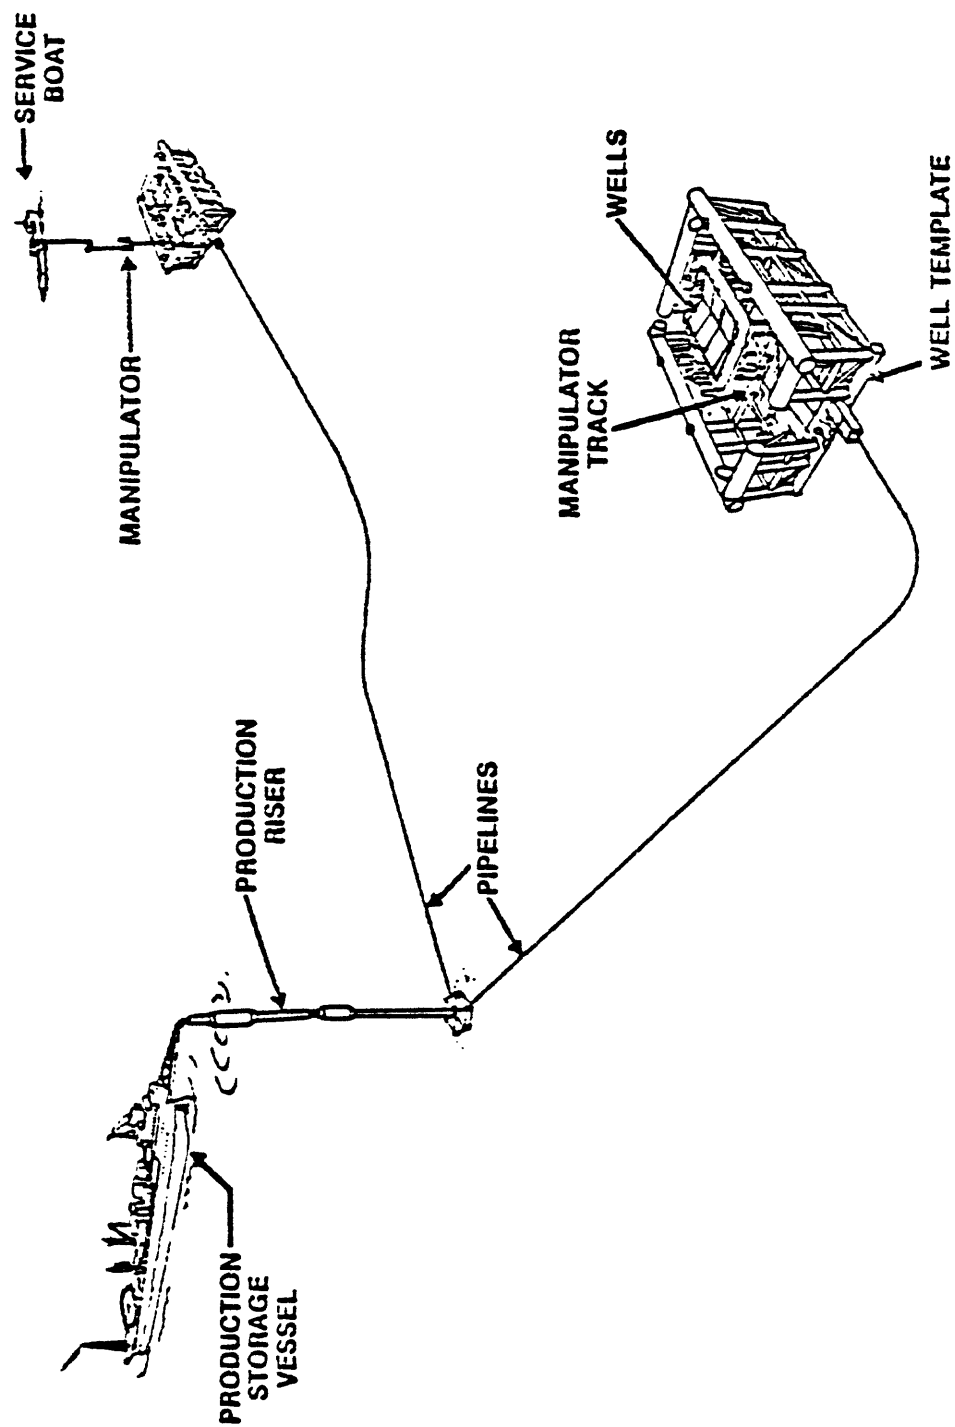 SERVICE
BOAT
MANIPULATOR
PRODUCTION
RISER
PIPELINES
PRODUCTION
STORAGE
VESSEL
WELLS
MANIPULATOR
TRACK
WELL TEMPLATE